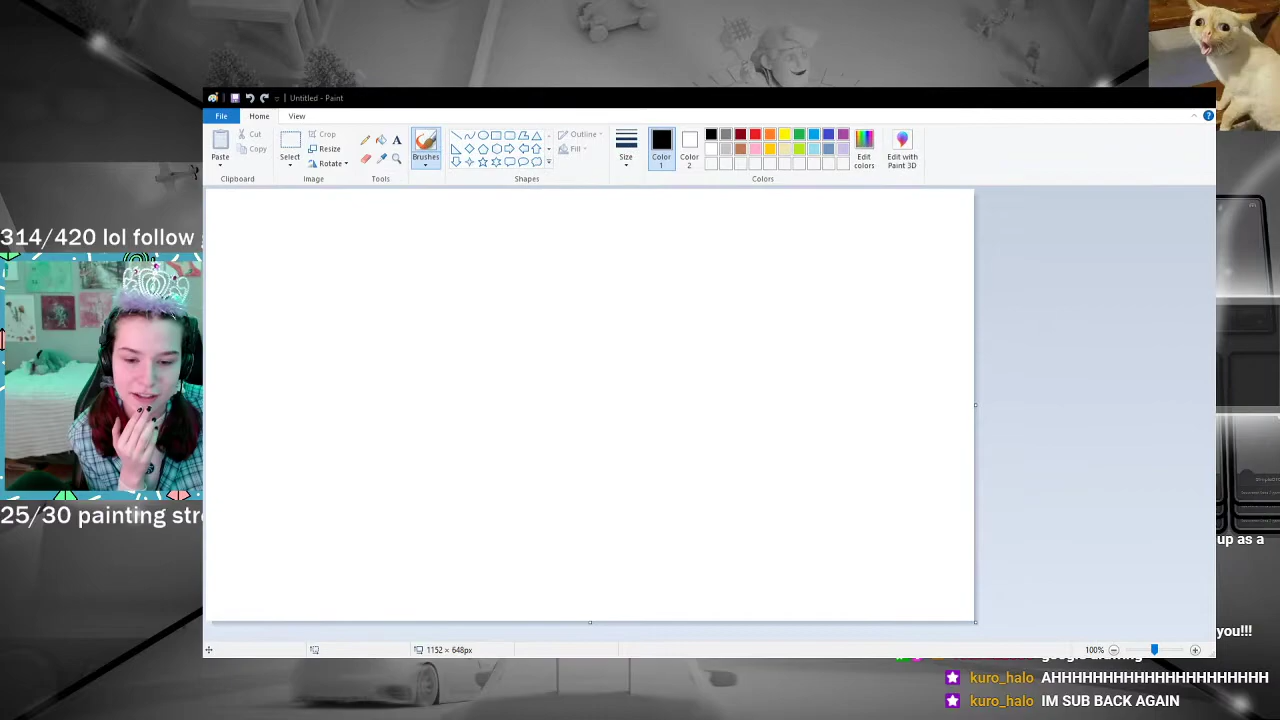 Untitled - Paint
File Home View
Paste
Cut
Copy
Clipboard
Select
Crop
Resize
Rotate
Image
A
Tools
Brushes
Shapes
Outline
Fill
Size
Color 1
Color 2
Colors
Edit colors
Edit with Paint 3D
314/420 lol follow
25/30 painting str
1152 × 648px
100%
up as a
you!!!
kuro_halo AHHHHHHHHHHHHHHHHHHHHHH
kuro_halo IM SUB BACK AGAIN